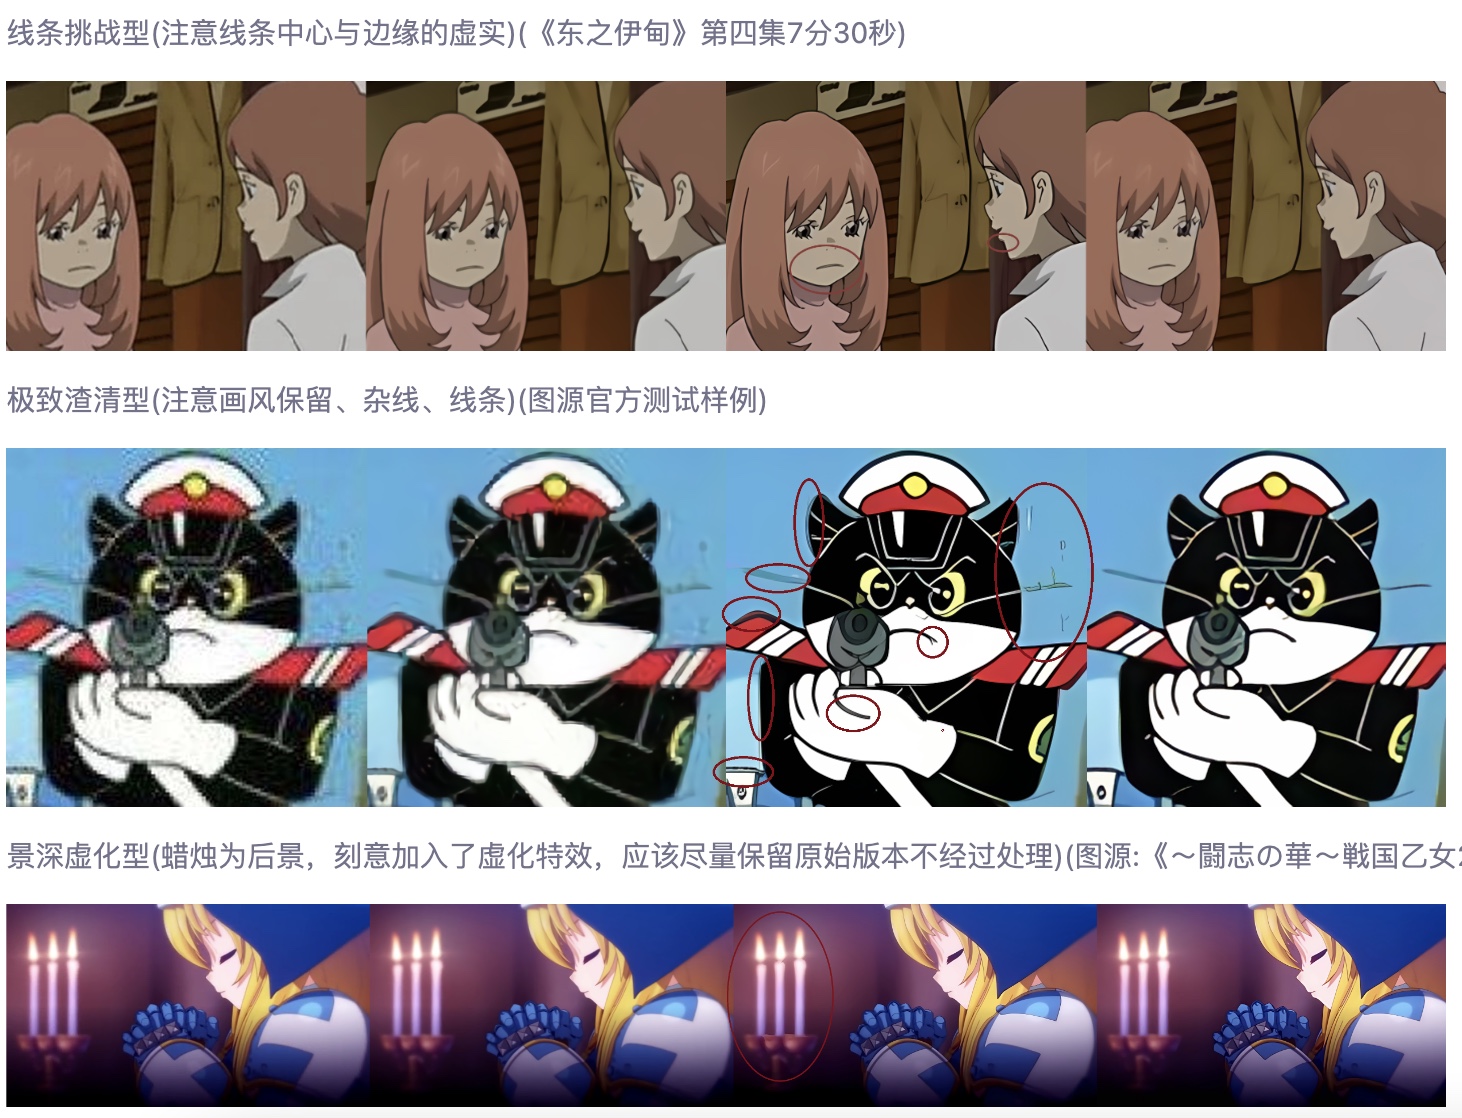 线条挑战型(注意线条中心与边缘的虚实)(《东之伊甸》第四集7分30秒)
极致渣清型(注意画风保留、杂线、线条)(图源官方测试样例)
景深虚化型(蜡烛为后景，刻意加入了虚化特效，应该尽量保留原始版本不经过处理)(图源:《～闘志の華～戦国乙女2